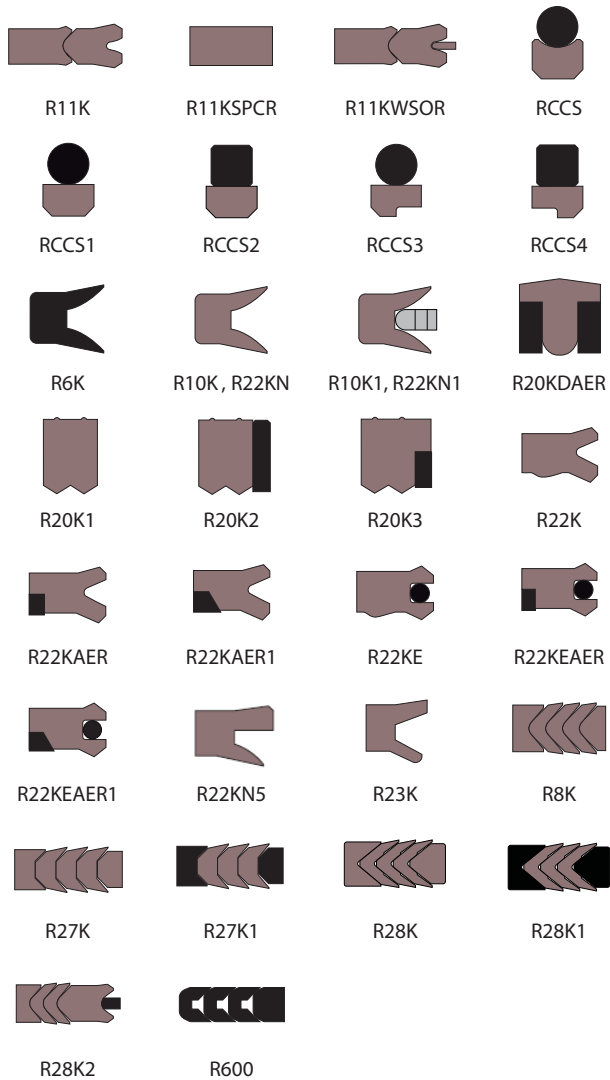 R11K
R11KSPCR
R11KWSOR
RCCS
RCCS1
RCCS2
RCCS3
RCCS4
R6K
R10K , R22KN
R10K1, R22KN1
R20KDAER
R20K1
R20K2
R20K3
R22K
R22KAER
R22KAER1
R22KE
R22KEAER
R22KEAER1
R22KN5
R23K
R8K
R27K
R27K1
R28K
R28K1
R28K2
R600